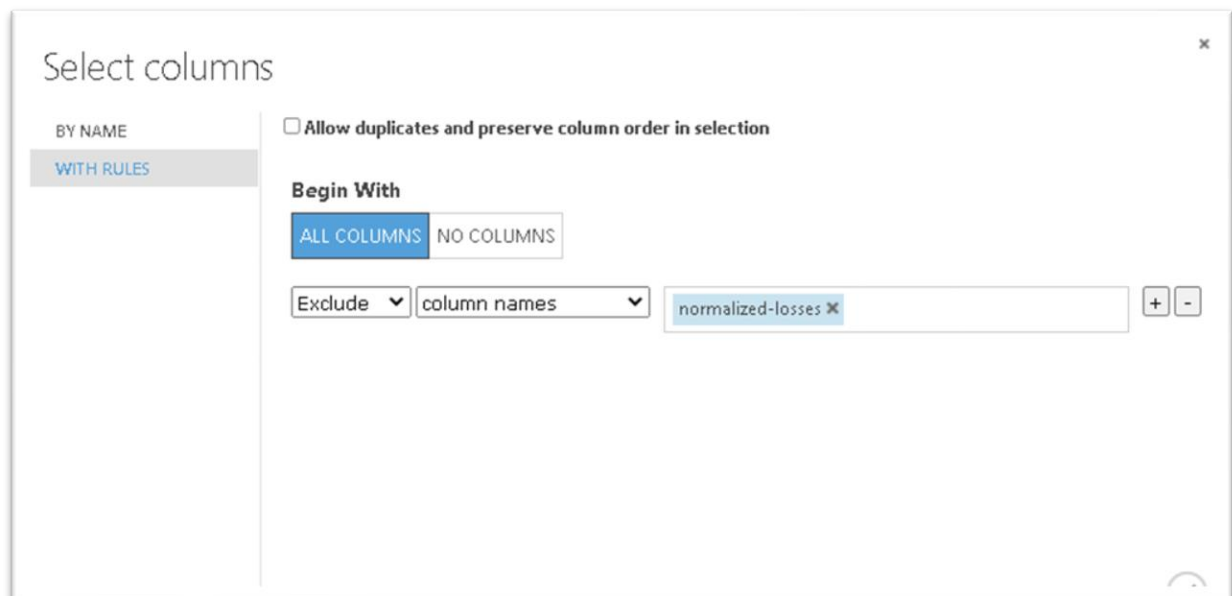 Select columns
BY NAME
WITH RULES
Allow duplicates and preserve column order in selection
Begin With
ALL COLUMNS NO COLUMNS
Exclude column names normalized-losses × + -